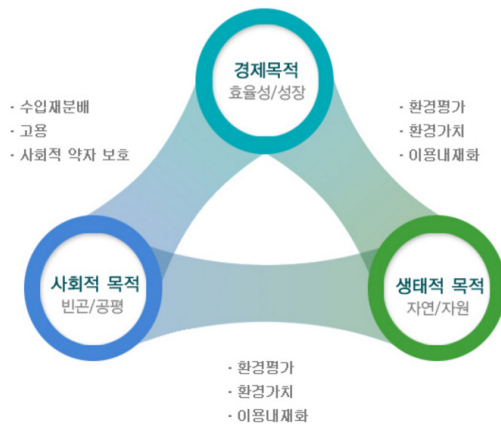 경제목적
효율성/성장
· 수입재분배
· 고용
· 사회적 약자 보호
· 환경평가
· 환경가치
· 이용내재화
사회적 목적
빈곤/공평
생태적 목적
자연/자원
· 환경평가
· 환경가치
· 이용내재화